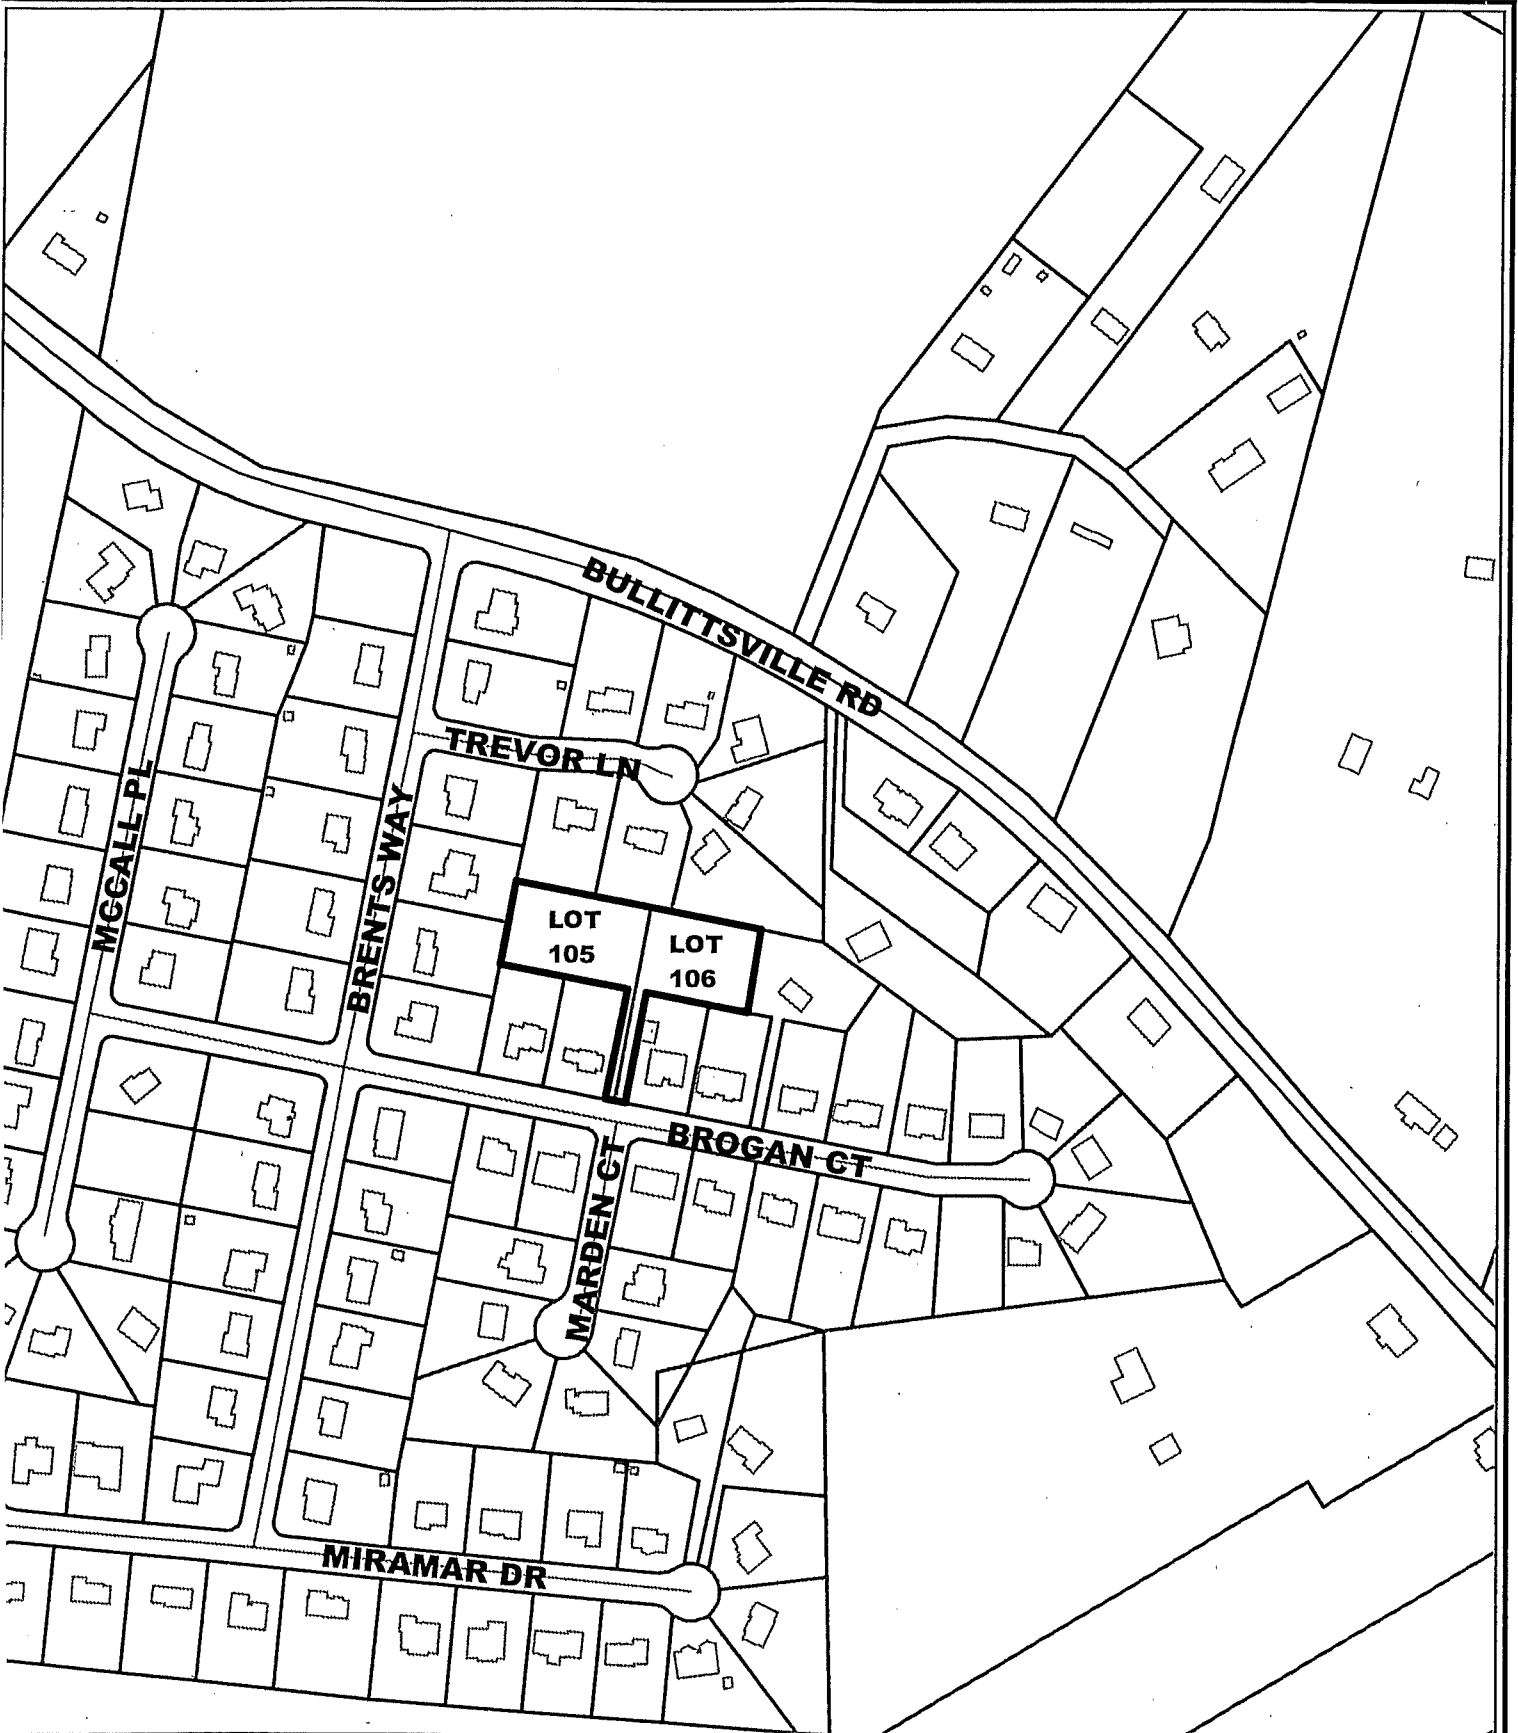 BULLITTSVILLE RD
TREVOR LN
MCCALL PL
BRENTS WAY
LOT
105
LOT
106
BROGAN CT
MARDEN CT
MIRAMAR DR